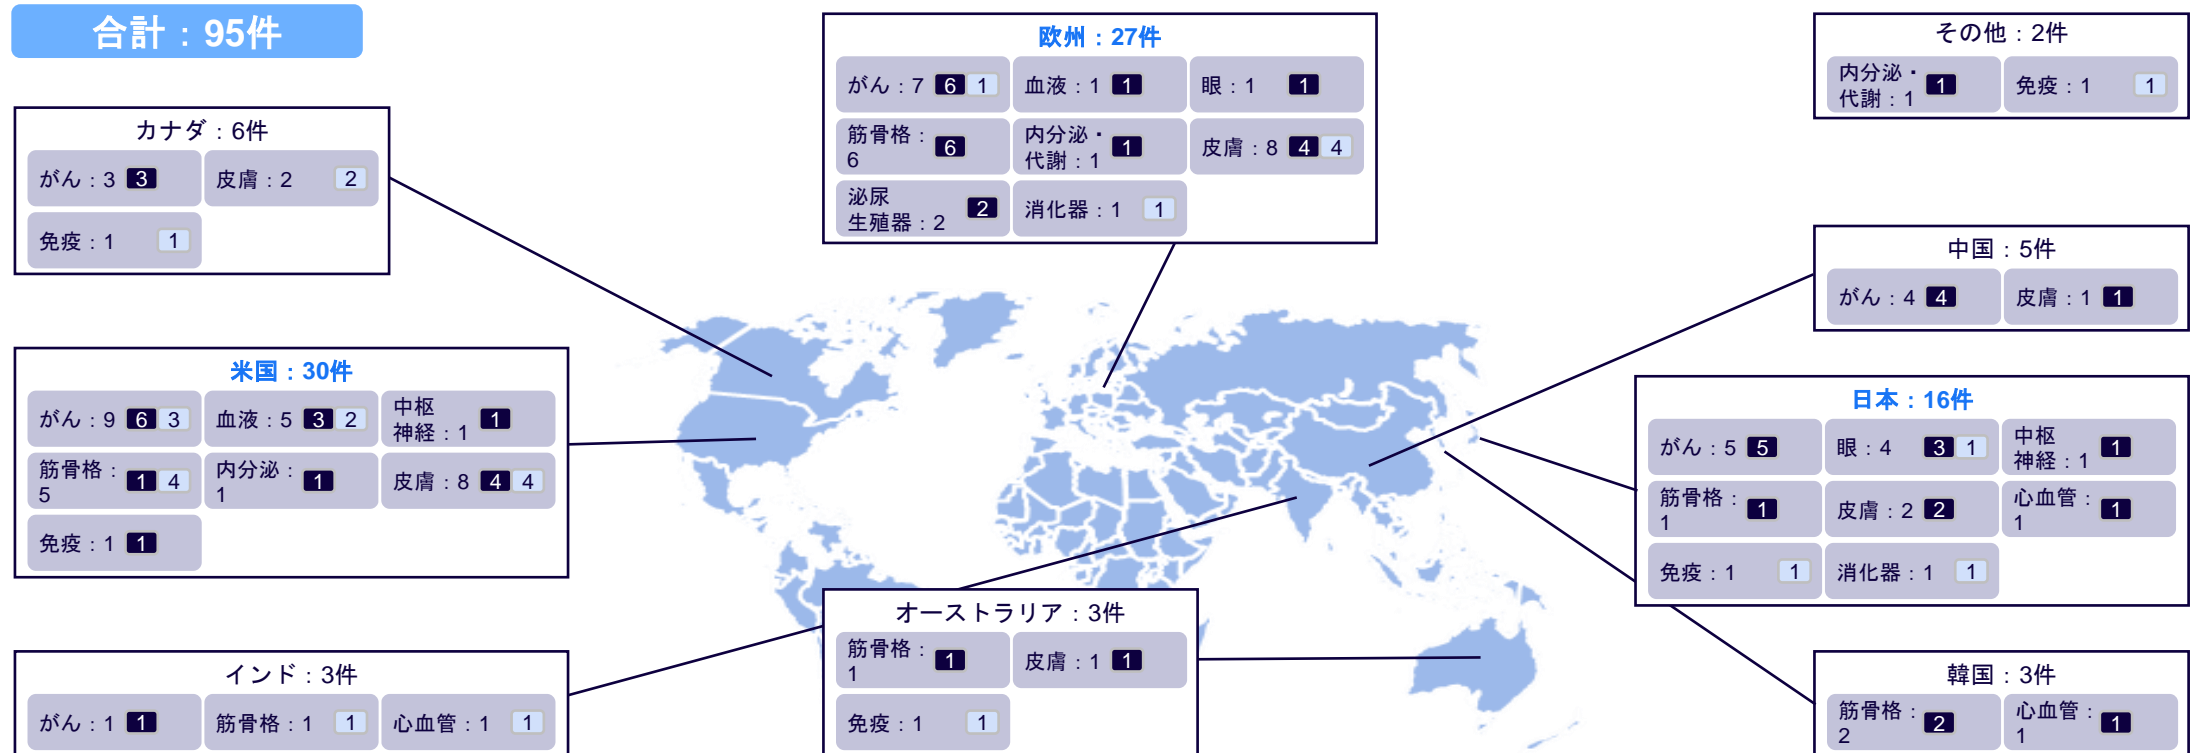 合計：95件
カナダ：6件
がん：3 3
皮膚：2 2
免疫：1 1
欧州：27件
がん：7 6 1
血液：1 1
眼：1 1
筋骨格：
6 6
内分泌・
代謝：1 1
皮膚：8 4 4
泌尿
生殖器：2 2
消化器：1 1
その他：2件
内分泌・
代謝：1 1
免疫：1 1
中国：5件
がん：4 4
皮膚：1 1
米国：30件
がん：9 6 3
血液：5 3 2
中枢
神経：1 1
筋骨格：
5 1 4
内分泌：
1 1
皮膚：8 4 4
免疫：1 1
日本：16件
がん：5 5
眼：4 3 1
中枢
神経：1 1
筋骨格：
1 1
皮膚：2 2
心血管：
1 1
免疫：1 1
消化器：1 1
オーストラリア：3件
筋骨格：
1 1
皮膚：1 1
免疫：1 1
インド：3件
がん：1 1
筋骨格：1 1
心血管：1 1
韓国：3件
筋骨格：
2 2
心血管：
1 1